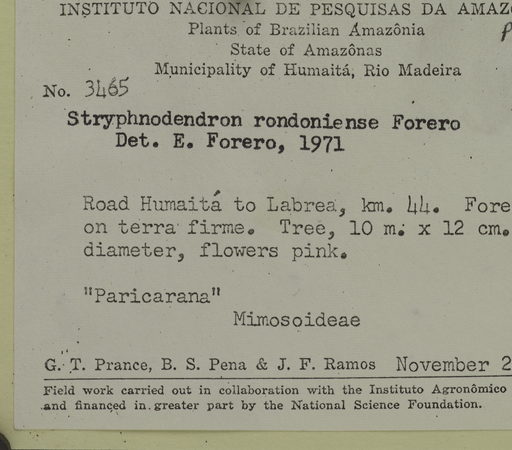 INSTITUTO NACIONAL DE PESQUISAS DA AMAZ
Plants of Brazilian Amazônia
State of Amazônas
Municipality of Humaitá, Rio Madeira
No. 3465
Stryphnodendron rondoniense Forero
Det. E. Forero, 1971
Road Humaitá to Labrea, km. 44. Fore
on terra firme. Tree, 10 m. x 12 cm.
diameter, flowers pink.
"Paricarana"
Mimosoideae
G. T. Prance, B. S. Pena & J. F. Ramos November 2
Field work carried out in collaboration with the Instituto Agronômico
and financed in greater part by the National Science Foundation.